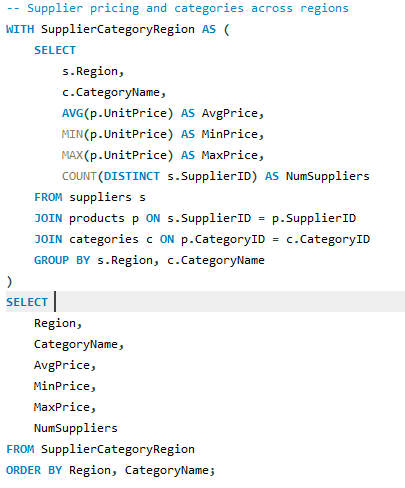 -- Supplier pricing and categories across regions
WITH SupplierCategoryRegion AS (
    SELECT
        s.Region,
        c.CategoryName,
        AVG(p.UnitPrice) AS AvgPrice,
        MIN(p.UnitPrice) AS MinPrice,
        MAX(p.UnitPrice) AS MaxPrice,
        COUNT(DISTINCT s.SupplierID) AS NumSuppliers
    FROM suppliers s
    JOIN products p ON s.SupplierID = p.SupplierID
    JOIN categories c ON p.CategoryID = c.CategoryID
    GROUP BY s.Region, c.CategoryName
)
SELECT
    Region,
    CategoryName,
    AvgPrice,
    MinPrice,
    MaxPrice,
    NumSuppliers
FROM SupplierCategoryRegion
ORDER BY Region, CategoryName;